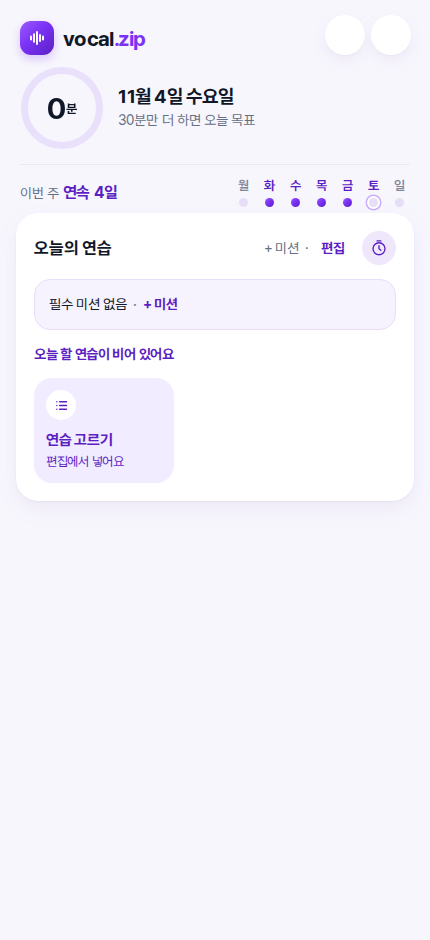 vocal.zip
0분
11월 4일 수요일
30분만 더 하면 오늘 목표
이번 주 연속 4일
월 화 수 목 금 토 일
오늘의 연습
+ 미션 · 편집
필수 미션 없음 · + 미션
오늘 할 연습이 비어 있어요
연습 고르기
편집에서 넣어요